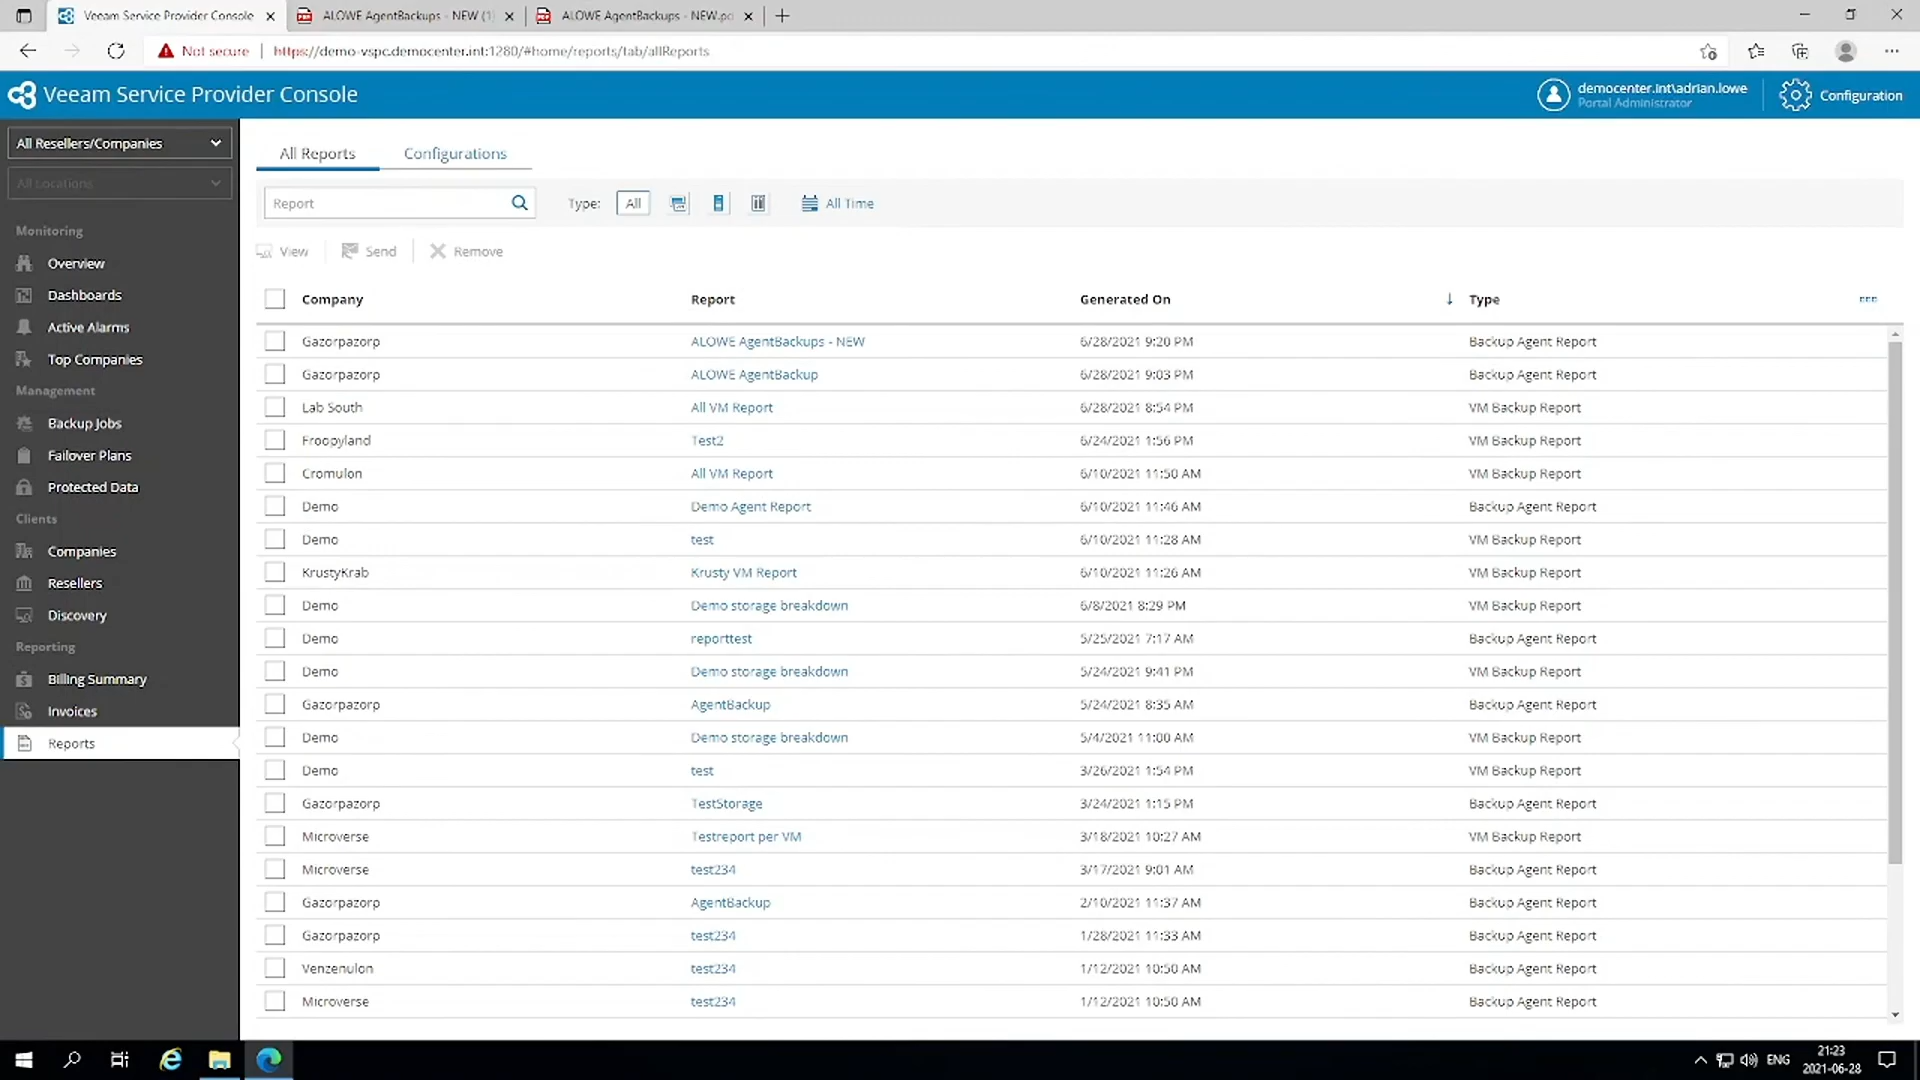 Veeam Service Provider Console
ALOWE AgentBackups - NEW (1)
ALOWE AgentBackups - NEW.pd
Not secure
https://demo-vspc.democenter.int:1280/#home/reports/tab/allReports
Veeam Service Provider Console
democenter.int\adrian.lowe
Portal Administrator
Configuration
All Resellers/Companies
All Locations
Monitoring
Overview
Dashboards
Active Alarms
Top Companies
Management
Backup Jobs
Failover Plans
Protected Data
Clients
Companies
Resellers
Discovery
Reporting
Billing Summary
Invoices
Reports
All Reports Configurations
Report Type: All All Time
View Send Remove
Company Report Generated On Type
Gazorpazorp ALOWE AgentBackups - NEW 6/28/2021 9:20 PM Backup Agent Report
Gazorpazorp ALOWE AgentBackup 6/28/2021 9:03 PM Backup Agent Report
Lab South All VM Report 6/28/2021 8:54 PM VM Backup Report
Froopyland Test2 6/24/2021 1:56 PM VM Backup Report
Cromulon All VM Report 6/10/2021 11:50 AM VM Backup Report
Demo Demo Agent Report 6/10/2021 11:46 AM Backup Agent Report
Demo test 6/10/2021 11:28 AM VM Backup Report
KrustyKrab Krusty VM Report 6/10/2021 11:26 AM VM Backup Report
Demo Demo storage breakdown 6/8/2021 8:29 PM VM Backup Report
Demo reporttest 5/25/2021 7:17 AM Backup Agent Report
Demo Demo storage breakdown 5/24/2021 9:41 PM VM Backup Report
Gazorpazorp AgentBackup 5/24/2021 8:35 AM Backup Agent Report
Demo Demo storage breakdown 5/4/2021 11:00 AM VM Backup Report
Demo test 3/26/2021 1:54 PM VM Backup Report
Gazorpazorp TestStorage 3/24/2021 1:15 PM Backup Agent Report
Microverse Testreport per VM 3/18/2021 10:27 AM VM Backup Report
Microverse test234 3/17/2021 9:01 AM Backup Agent Report
Gazorpazorp AgentBackup 2/10/2021 11:37 AM Backup Agent Report
Gazorpazorp test234 1/28/2021 11:33 AM Backup Agent Report
Venzenulon test234 1/12/2021 10:50 AM Backup Agent Report
Microverse test234 1/12/2021 10:50 AM Backup Agent Report
ENG
21:23
2021-06-28